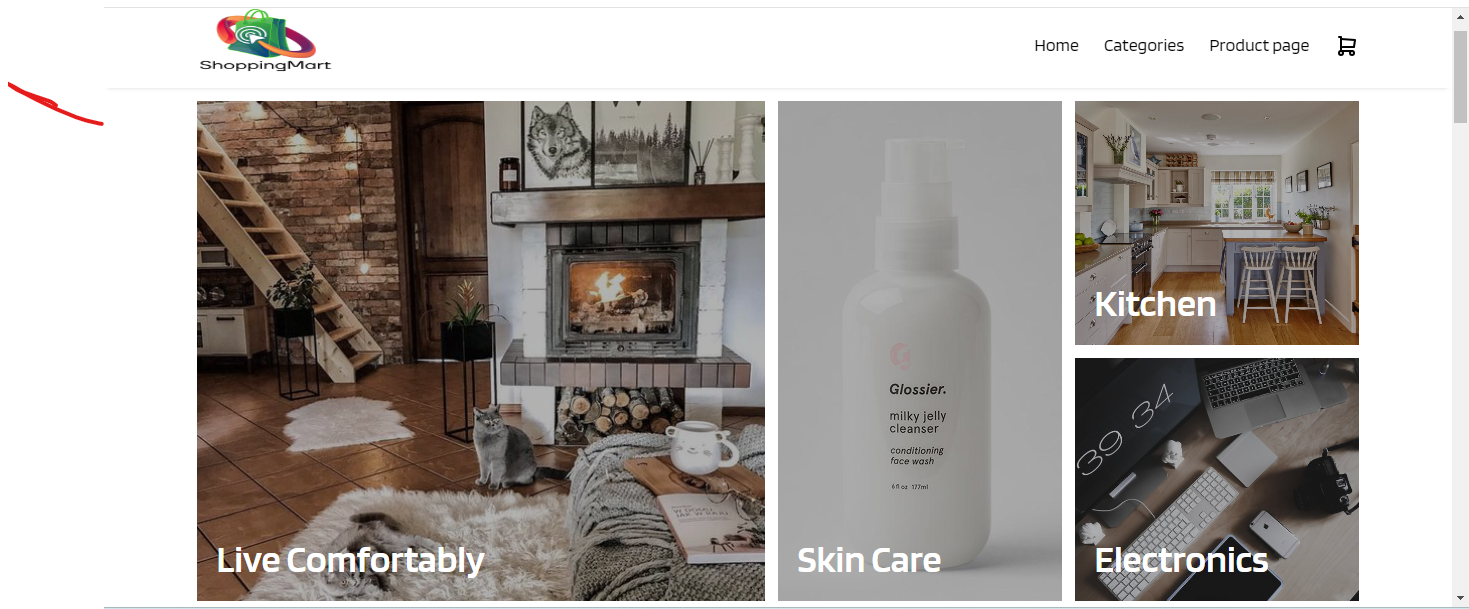 ShoppingMart
Home Categories Product page
Live Comfortably
Glossier.
milky jelly
cleanser
conditioning
face wash
6 fl oz 177ml
Skin Care
Kitchen
39 34
Electronics